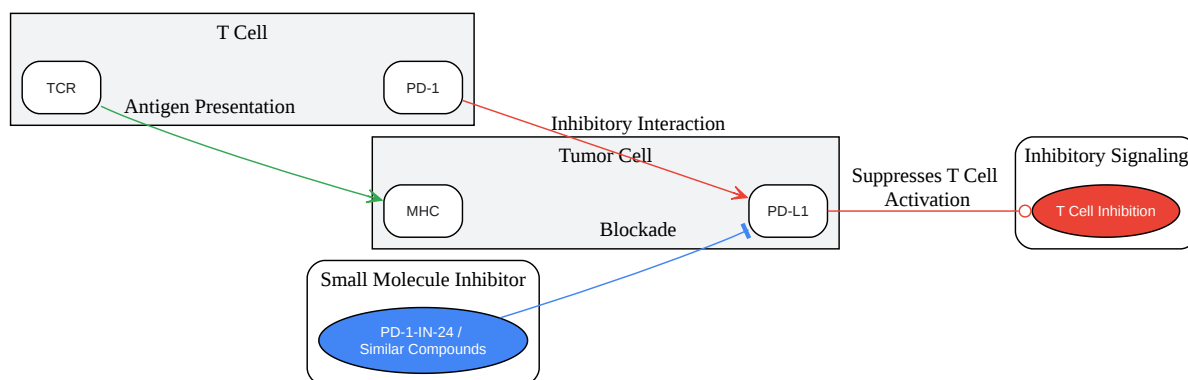 T Cell
TCR
PD-1
Antigen Presentation
Inhibitory Interaction
Tumor Cell
Inhibitory Signaling
Suppresses T Cell
Activation
MHC
PD-L1
T Cell Inhibition
Blockade
Small Molecule Inhibitor
PD-1-IN-24 /
Similar Compounds